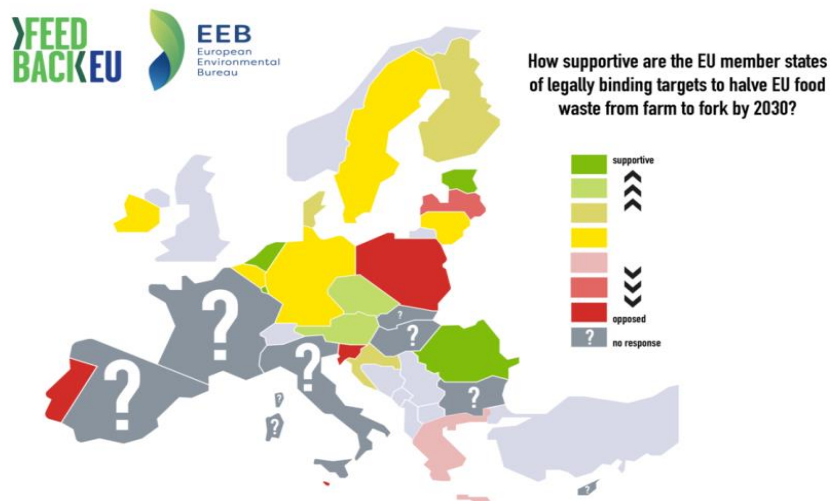 FEED
BACK EU
EEB
European
Environmental
Bureau
How supportive are the EU member states
of legally binding targets to halve EU food
waste from farm to fork by 2030?
supportive
opposed
? no response
?
?
?
?
?
?
?
?
?